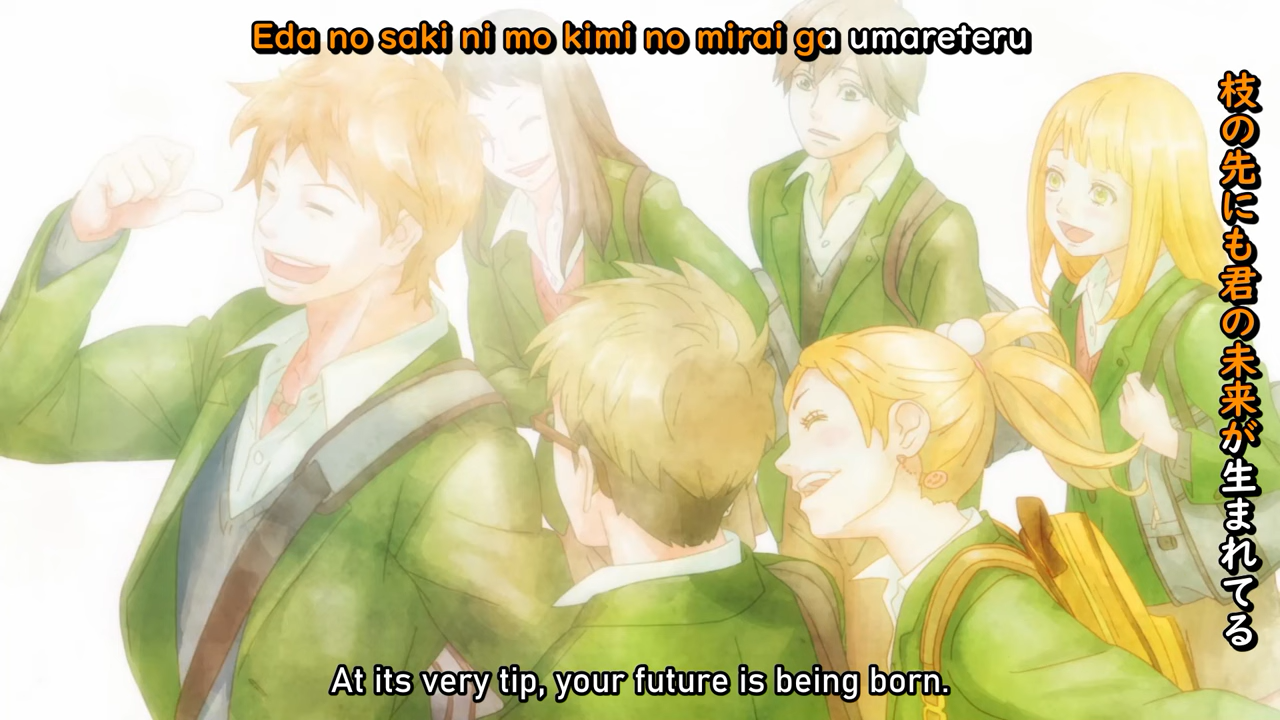 Eda no saki ni mo kimi no mirai ga umareteru
枝の先にも君の未来が生まれてる
At its very tip, your future is being born.